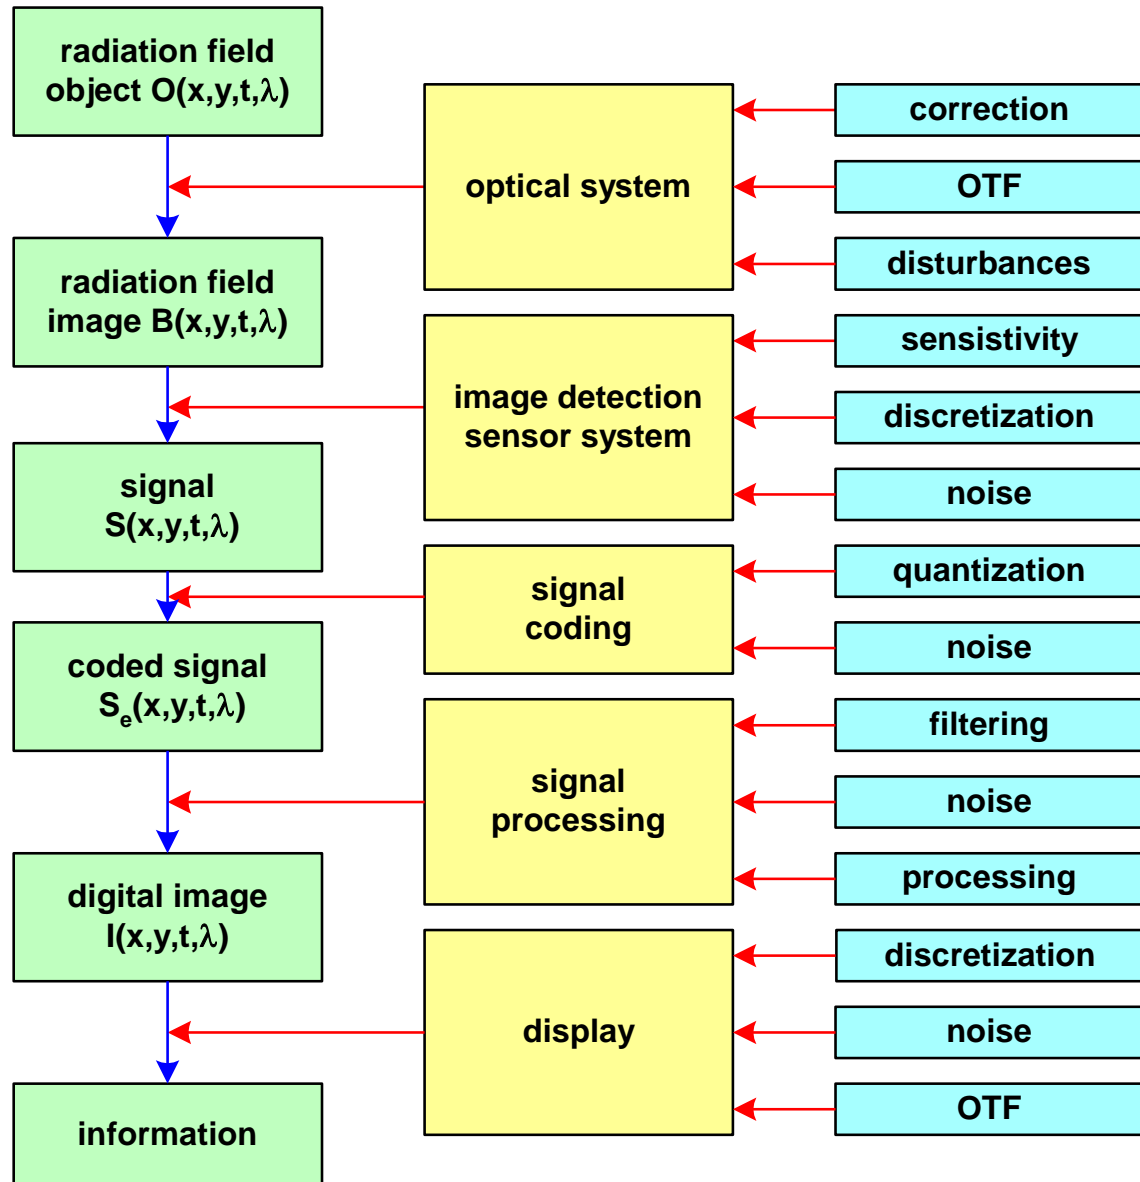 radiation field
object O(x,y,t,λ)
radiation field
image B(x,y,t,λ)
signal
S(x,y,t,λ)
coded signal
Se(x,y,t,λ)
digital image
I(x,y,t,λ)
information
optical system
image detection
sensor system
signal
coding
signal
processing
display
correction
OTF
disturbances
sensistivity
discretization
noise
quantization
noise
filtering
noise
processing
discretization
noise
OTF